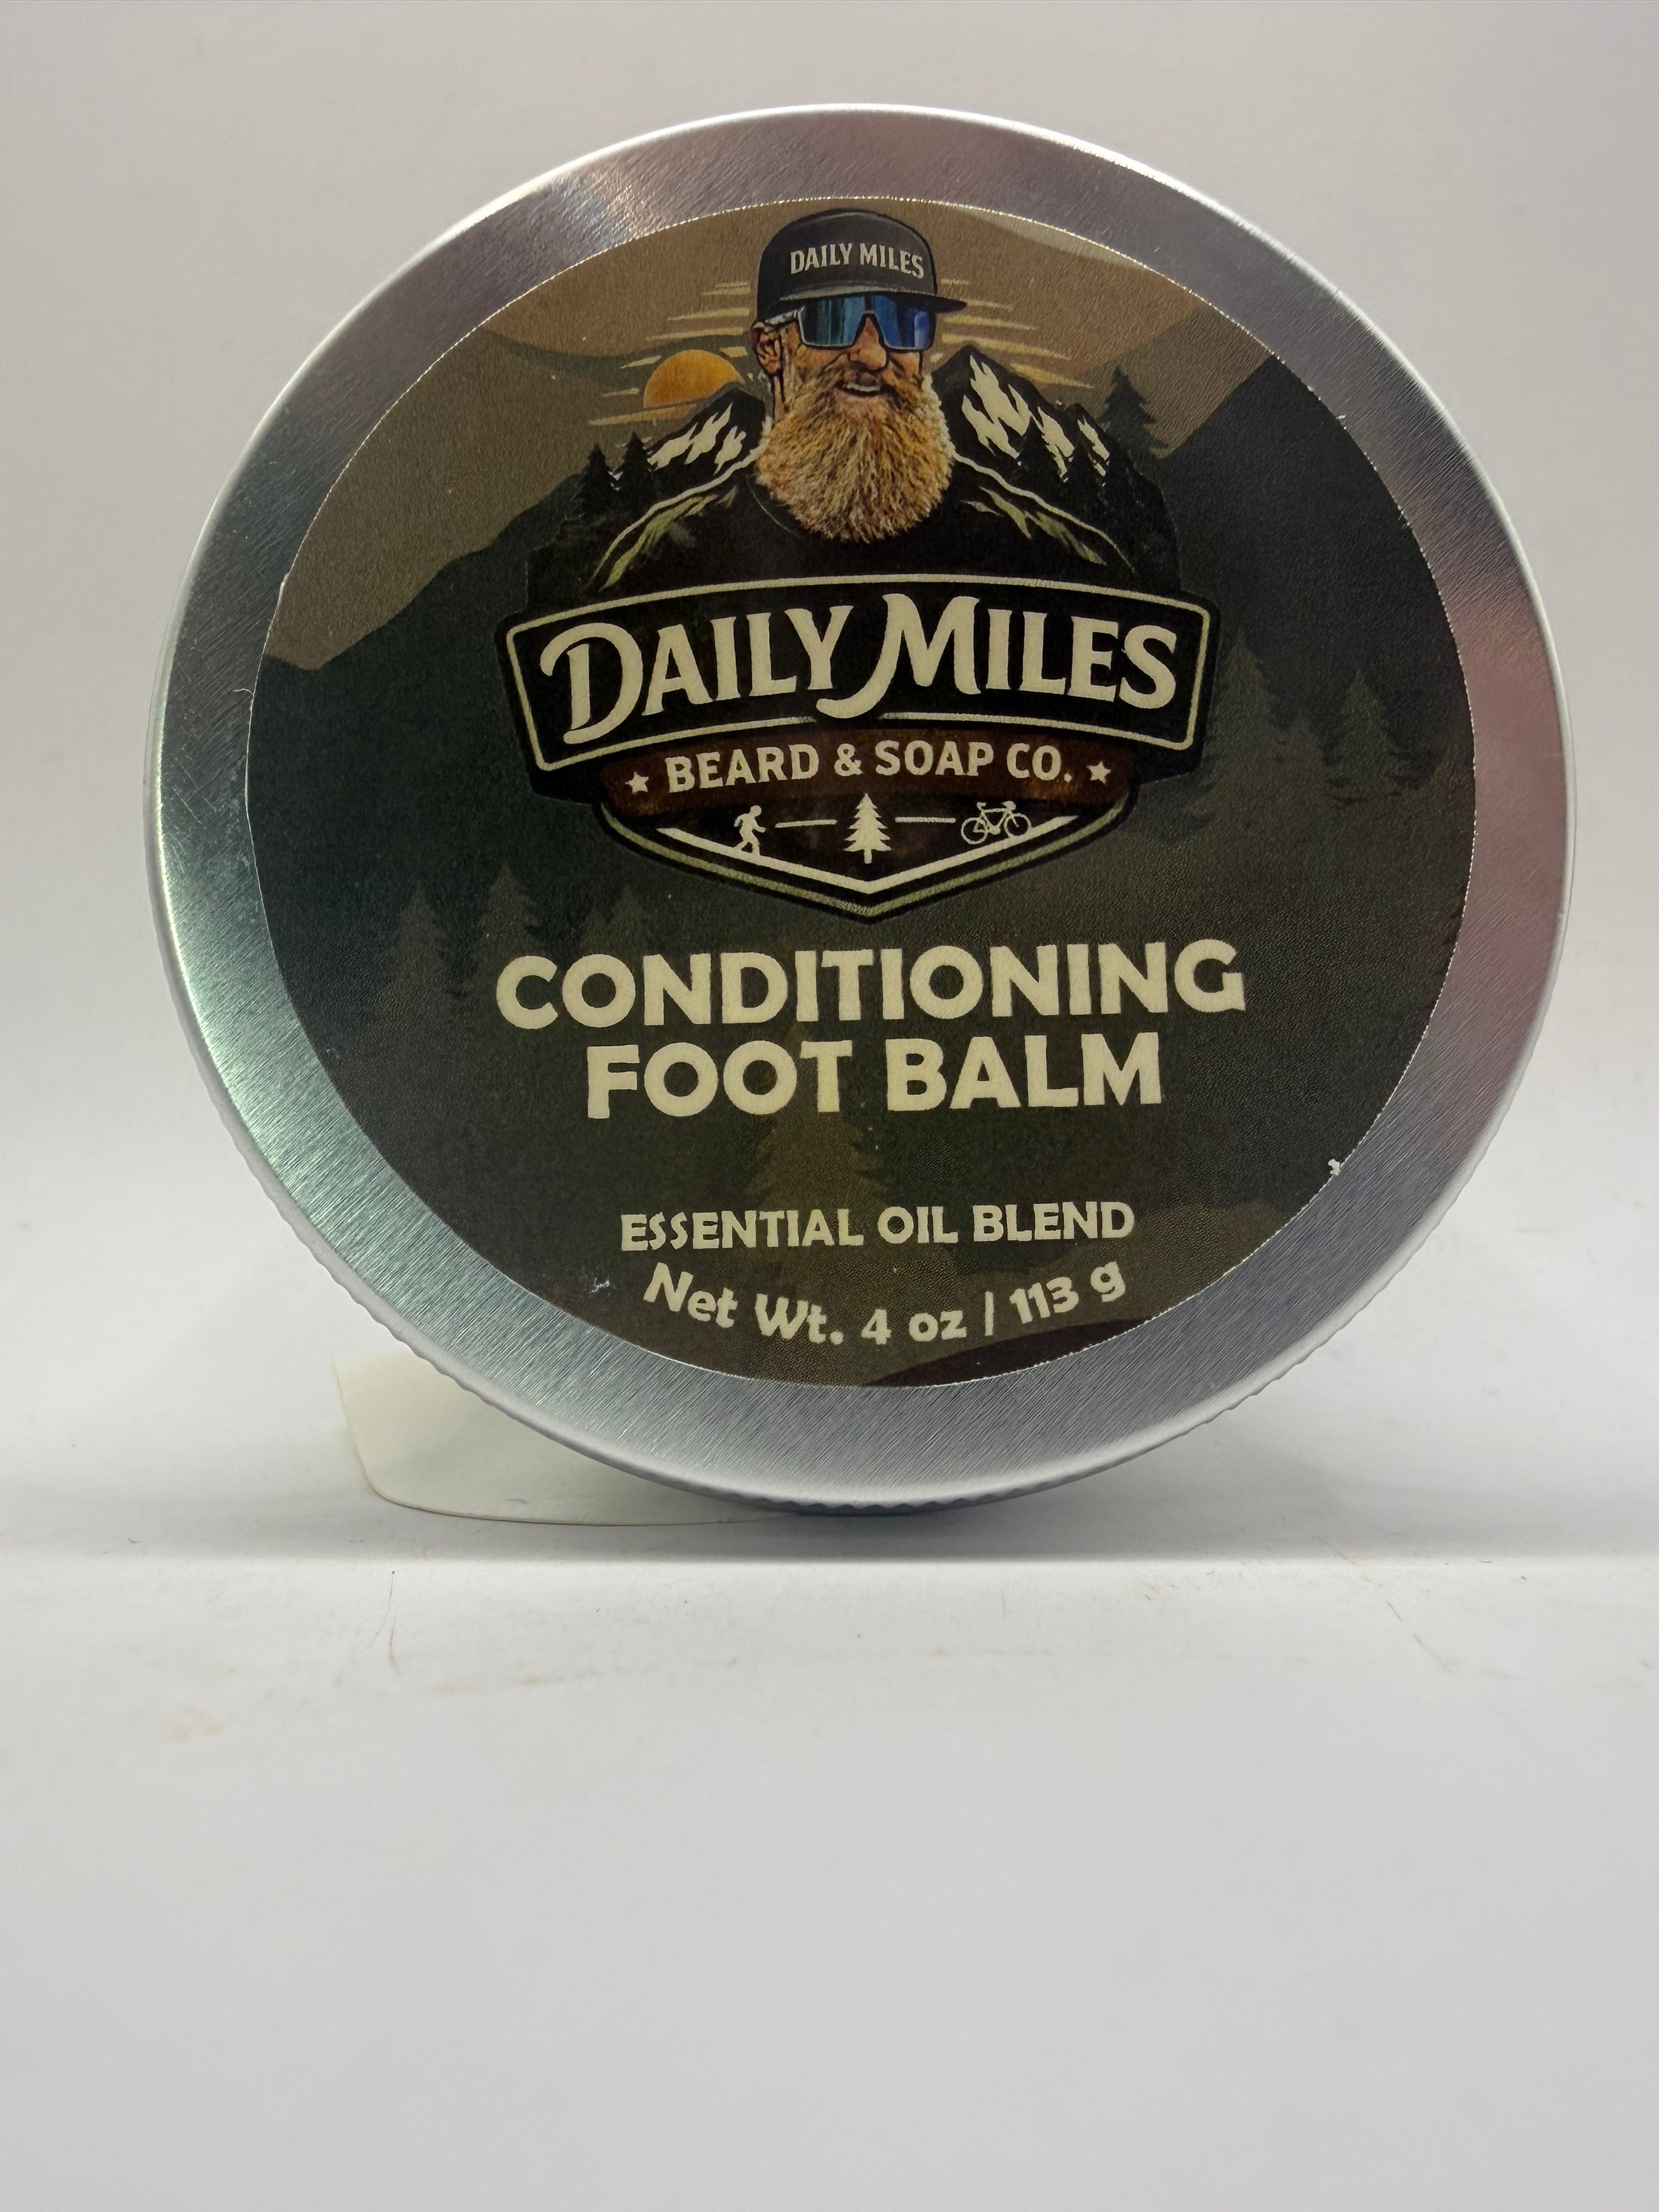 DAILY MILES
DAILY MILES
BEARD & SOAP CO.
CONDITIONING
FOOT BALM
ESSENTIAL OIL BLEND
Net Wt. 4 oz / 113 g